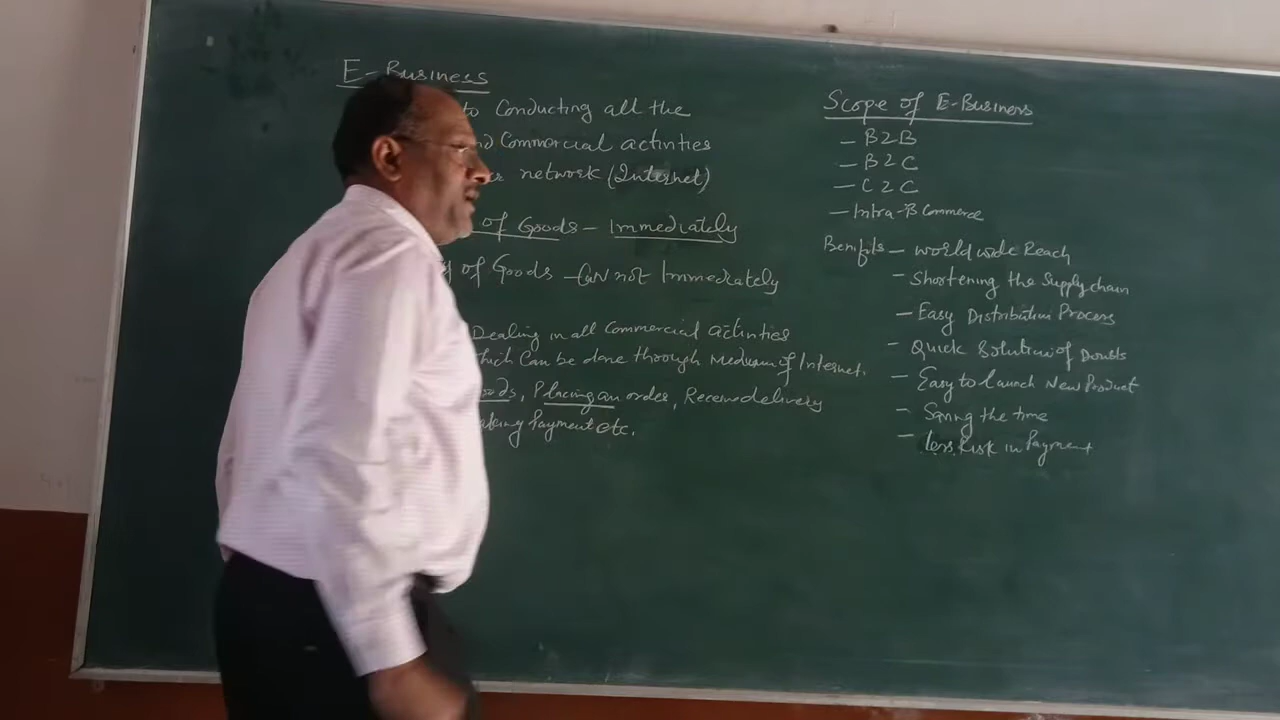 E-Business
to Conducting all the
Commercial activities
network (Internet)
of Goods - Immediately
of Goods - Can not Immediately
Dealing in all Commercial activities
which Can be done through Medium of Internet.
Placing an order, Receive delivery
Payment etc.
Scope of E-Business
- B2B
- B2C
- C2C
- Intra-B Commerce
Benifits - world wide Reach
- Shortening the Supply chain
- Easy Distribution Process
- Quick Solution of Doubts
- Easy to launch New Product
- Saving the time
- less Risk in Payment